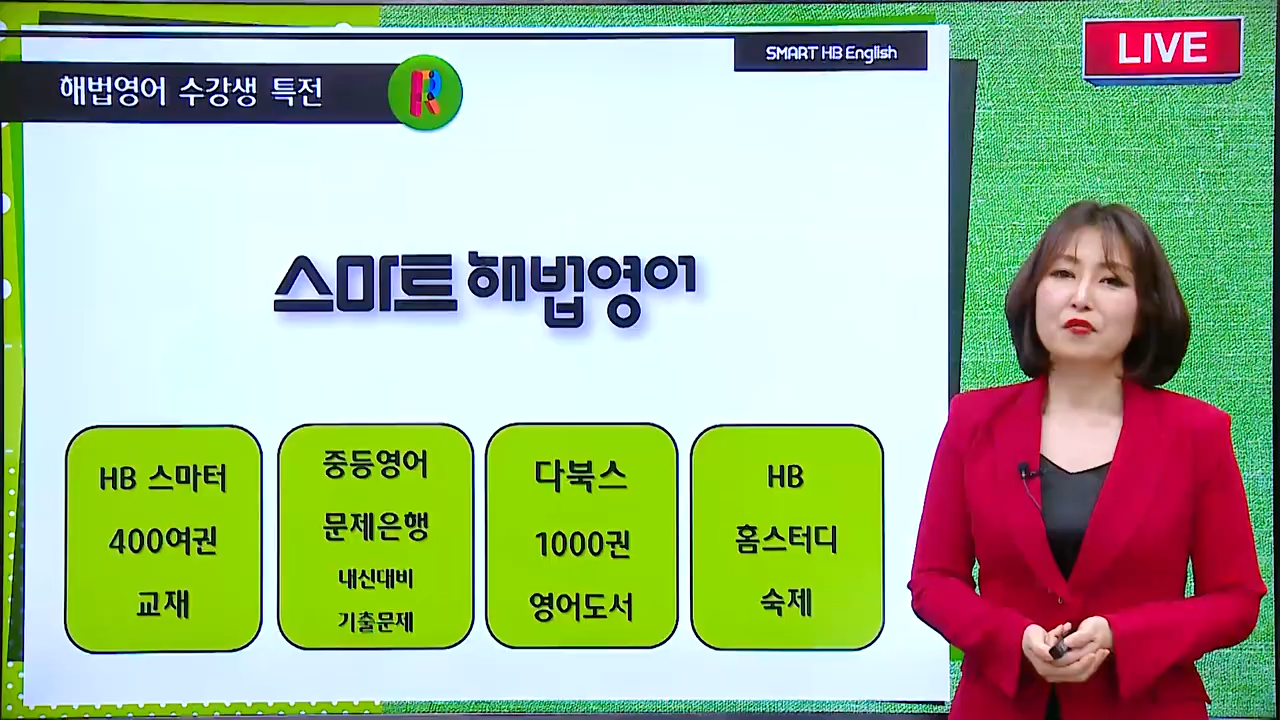 SMART HB English
LIVE
해법영어 수강생 특전
R
스마트 해법영어
HB 스마터
400여권
교재
중등영어
문제은행
내신대비
기출문제
다북스
1000권
영어도서
HB
홈스터디
숙제